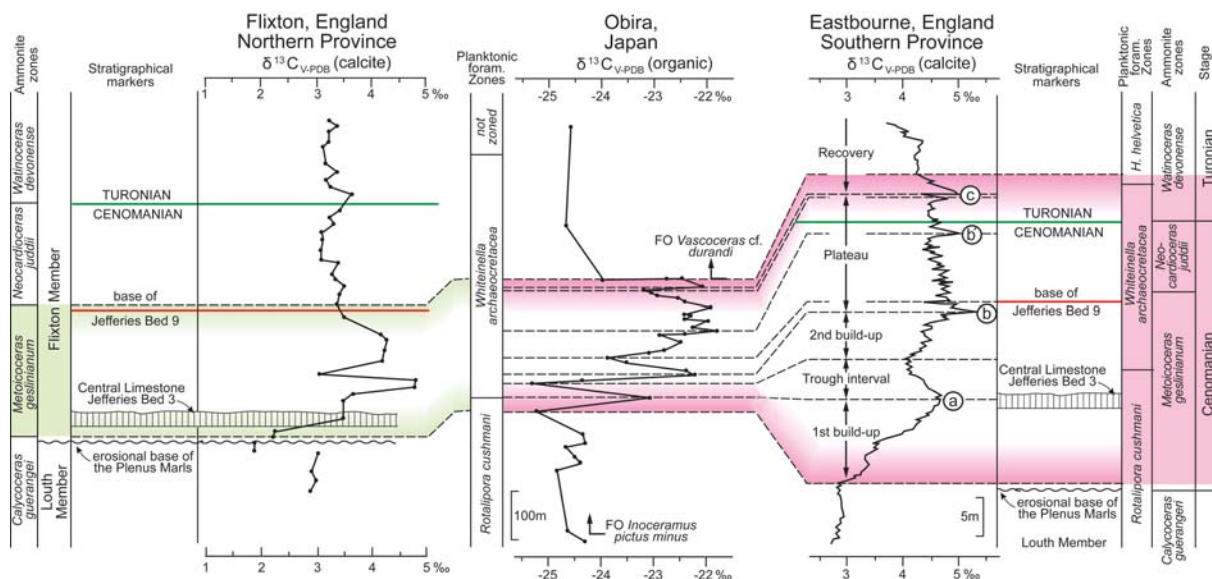 Flixton, England
Northern Province
δ ¹³C V-PDB (calcite)
Obira,
Japan
δ ¹³C V-PDB (organic)
Eastbourne, England
Southern Province
δ ¹³C V-PDB (calcite)
Ammonite
zones
Stratigraphical
markers
1 2 3 4 5 ‰
Planktonic
foram.
Zones
-25 -24 -23 -22 ‰
3 4 5 ‰
Stratigraphical
markers
Planktonic
foram.
Zones
Ammonite
zones
Stage
Watinoceras
devonense
Neocardioceras
juddii
Metoicoceras
geslinianum
Calycoceras
guerangei
Flixton Member
Louth
Member
TURONIAN
CENOMANIAN
base of
Jefferies Bed 9
Central Limestone
Jefferies Bed 3
erosional base of
the Plenus Marls
1 2 3 4 5 ‰
not
zoned
Whiteinella
archaeocretacea
Rotalipora cushmani
FO Vascoceras cf.
durandi
100m
FO Inoceramus
pictus minus
-25 -24 -23 -22 ‰
Recovery
c
TURONIAN
b'
CENOMANIAN
Plateau
b
2nd build-up
Trough interval
a
1st build-up
5m
3 4 5 ‰
base of
Jefferies Bed 9
Central Limestone
Jefferies Bed 3
erosional base of
the Plenus Marls
Louth Member
H. helvetica
Whiteinella
archaeocretacea
Rotalipora cushmani
Watinoceras
devonense
Neo-
cardioceras
juddii
Metoicoceras
geslinianum
Calycoceras
guerangeri
Turonian
Cenomanian